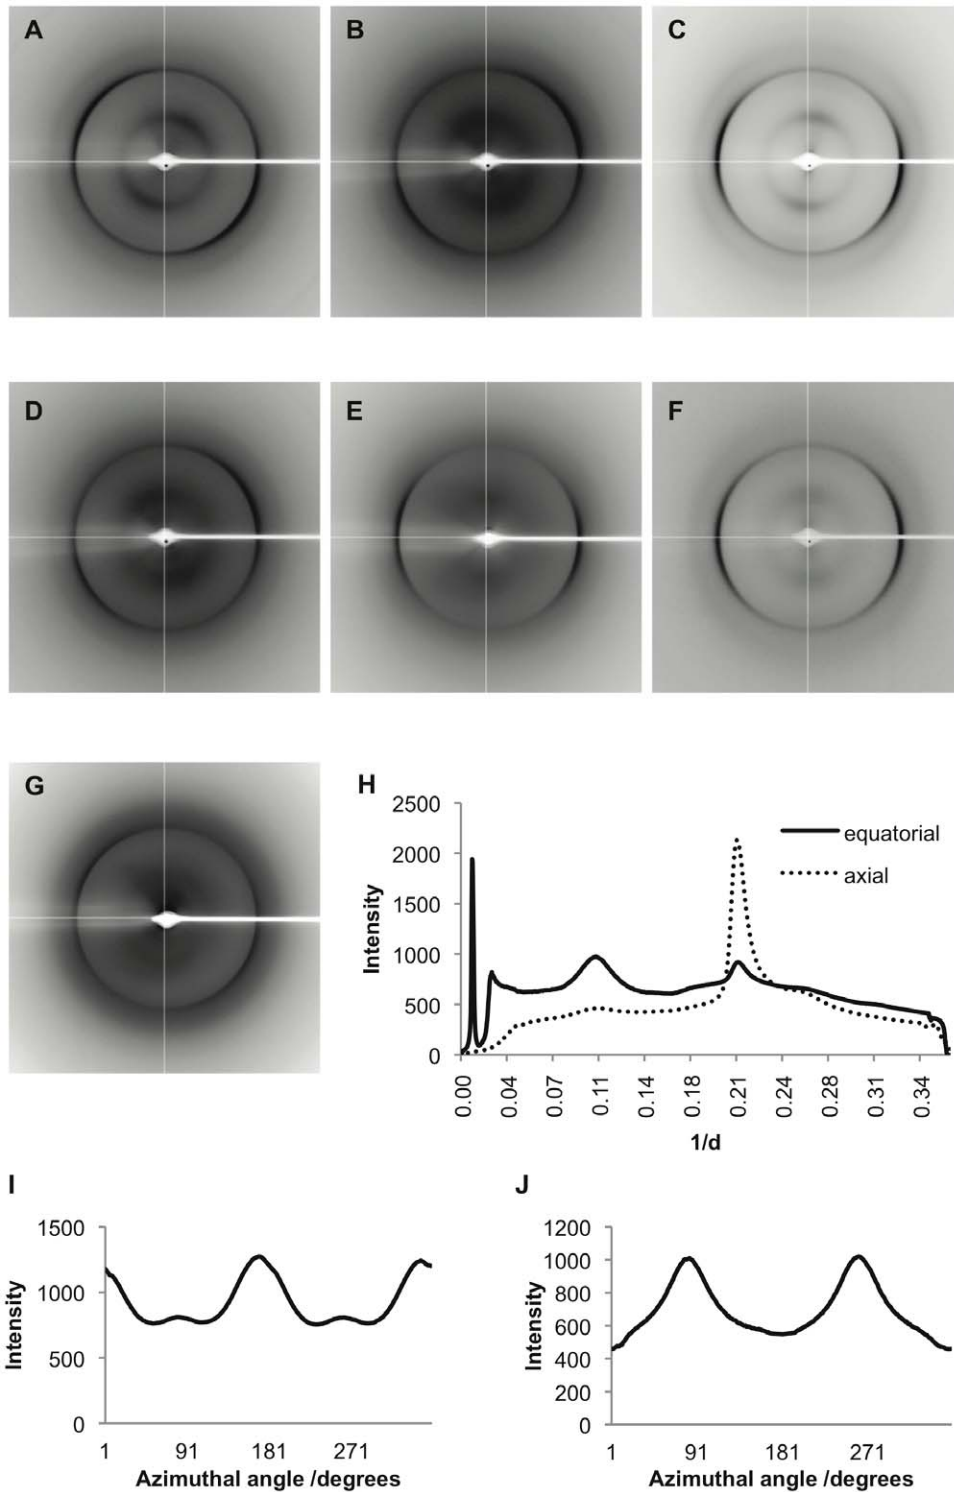 A
B
C
D
E
F
G
H
2500
2000
1500
1000
500
0
Intensity
equatorial
axial
0.00
0.04
0.07
0.11
0.14
0.18
0.21
0.24
0.28
0.31
0.34
1/d
I
1500
1000
500
0
Intensity
1 91 181 271
Azimuthal angle /degrees
J
1200
1000
800
600
400
200
0
Intensity
1 91 181 271
Azimuthal angle /degrees